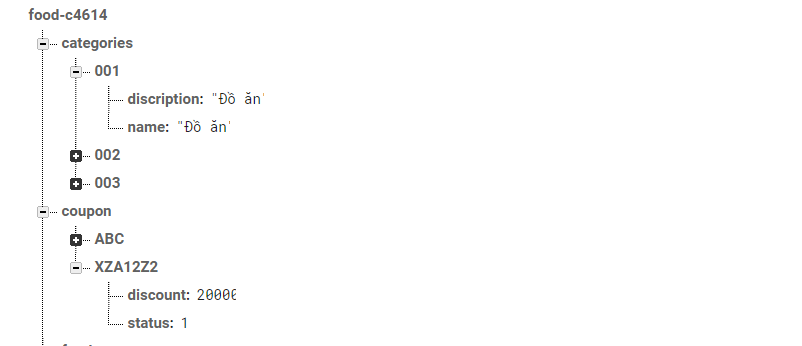 food-c4614
categories
001
discription: "Đồ ăn"
name: "Đồ ăn"
002
003
coupon
ABC
XZA12Z2
discount: 20000
status: 1